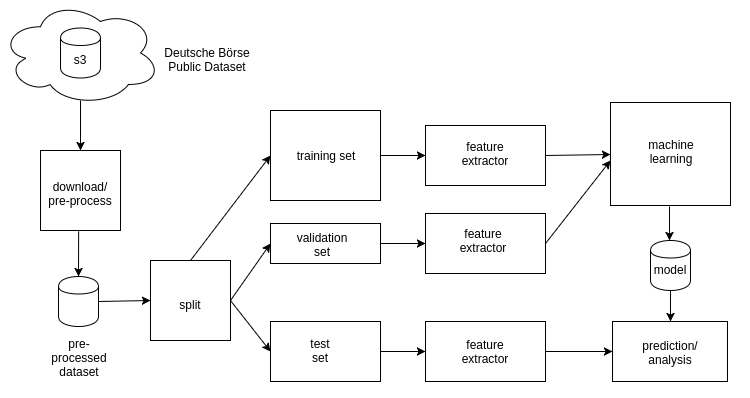 s3
Deutsche Börse
Public Dataset
download/
pre-process
pre-
processed
dataset
split
training set
validation
set
test
set
feature
extractor
feature
extractor
feature
extractor
machine
learning
model
prediction/
analysis